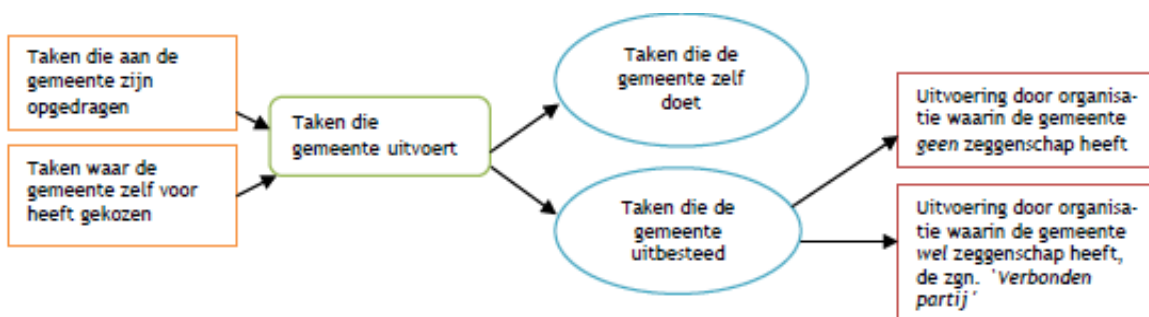 Taken die aan de
gemeente zijn
opgedragen
Taken waar de
gemeente zelf voor
heeft gekozen
Taken die
gemeente uitvoert
Taken die de
gemeente zelf
doet
Taken die de
gemeente
uitbesteed
Uitvoering door organisa-
tie waarin de gemeente
geen zeggenschap heeft
Uitvoering door organisa-
tie waarin de gemeente
wel zeggenschap heeft,
de zgn. 'Verbonden
partij'